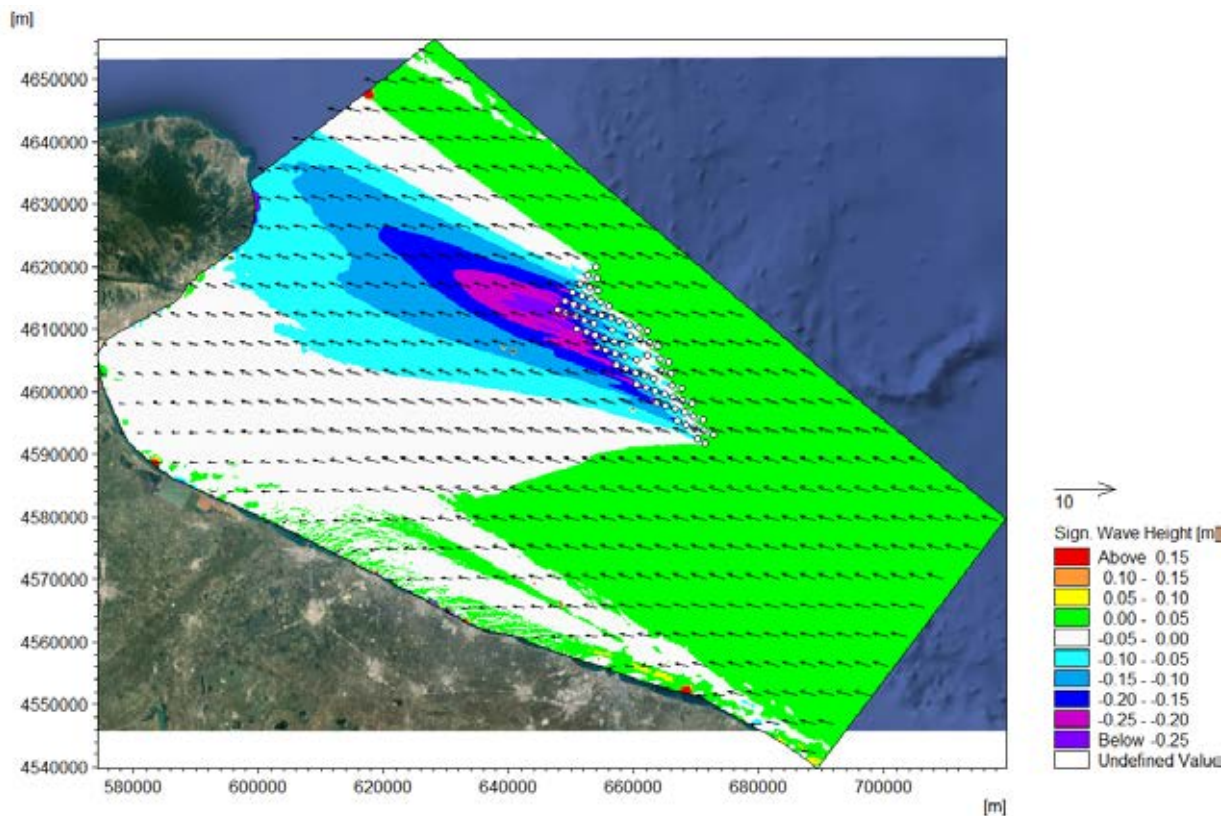 [m]
4650000
4640000
4630000
4620000
4610000
4600000
4590000
4580000
4570000
4560000
4550000
4540000
580000 600000 620000 640000 660000 680000 700000
[m]
10
Sign. Wave Height [m]
Above 0.15
0.10 - 0.15
0.05 - 0.10
0.00 - 0.05
-0.05 - 0.00
-0.10 - -0.05
-0.15 - -0.10
-0.20 - -0.15
-0.25 - -0.20
Below -0.25
Undefined Value